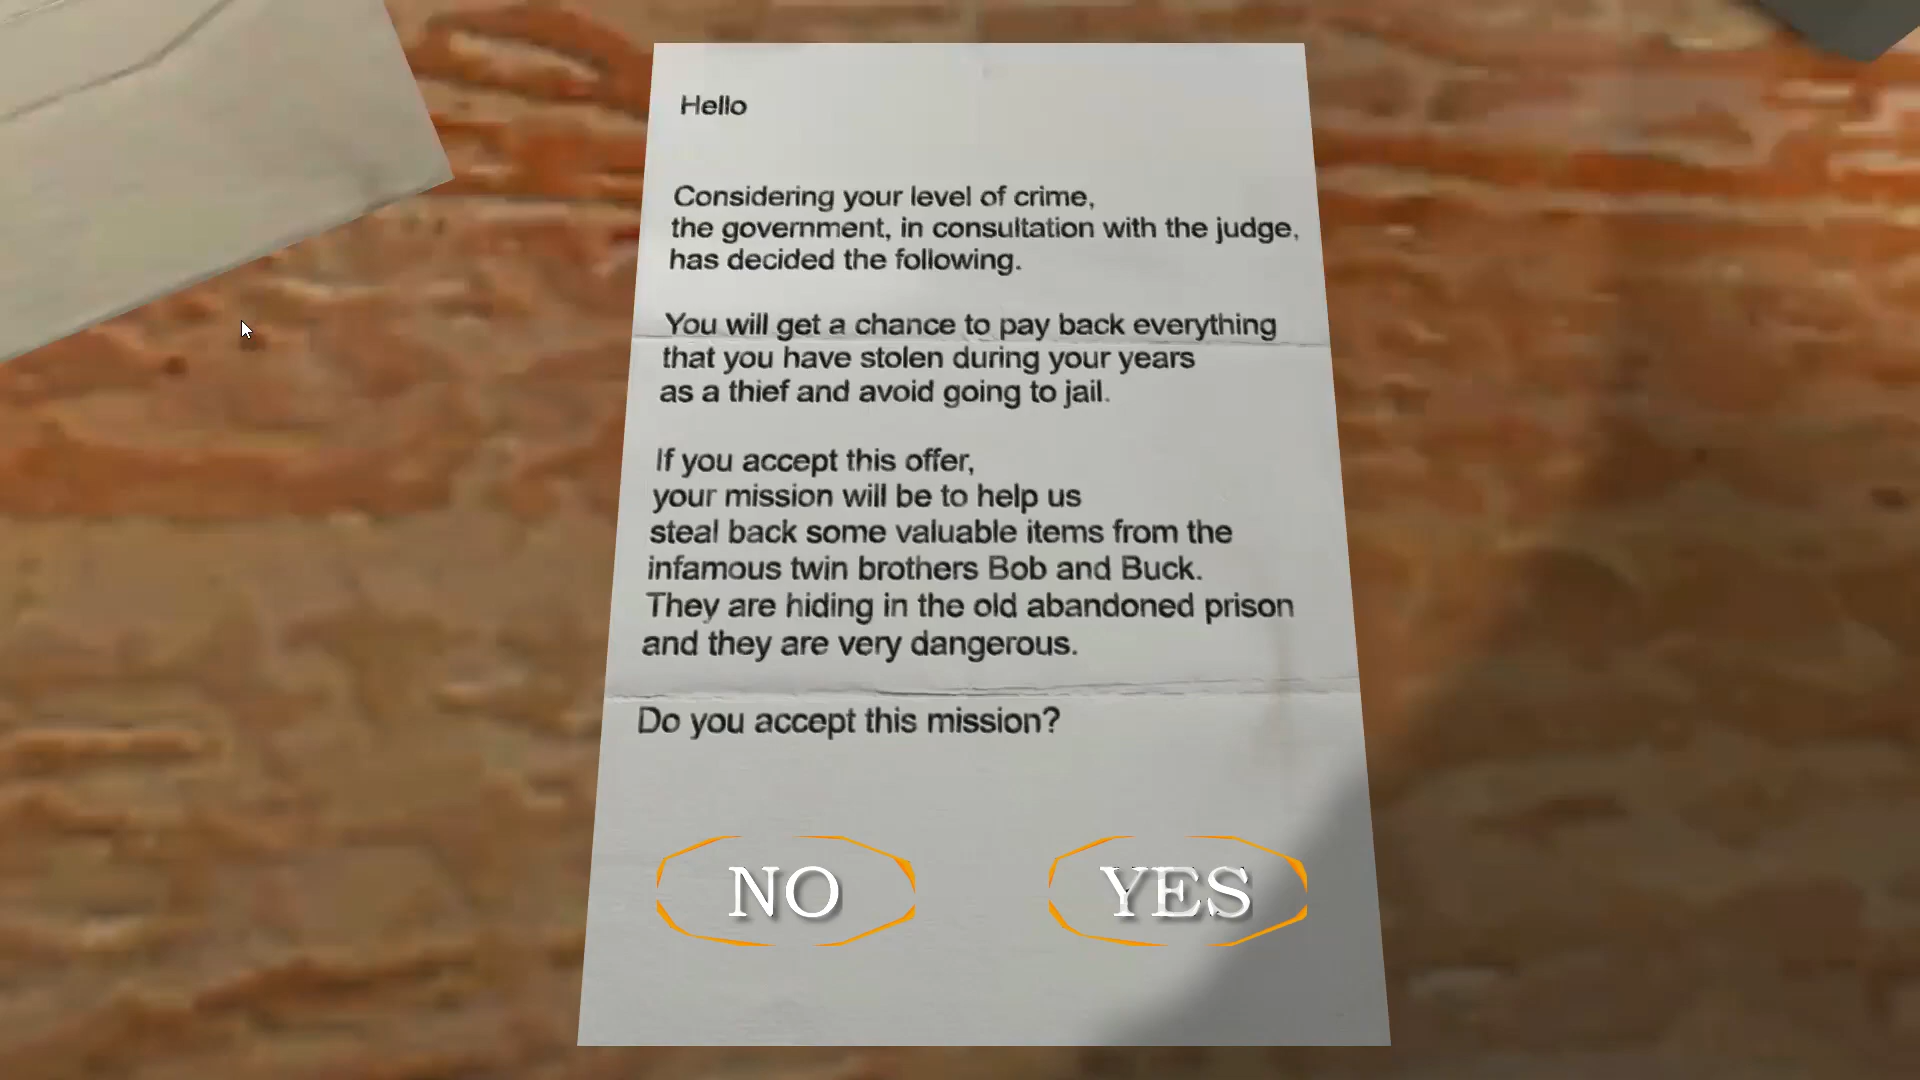 Hello
Considering your level of crime,
the government, in consultation with the judge,
has decided the following.
You will get a chance to pay back everything
that you have stolen during your years
as a thief and avoid going to jail.
If you accept this offer,
your mission will be to help us
steal back some valuable items from the
infamous twin brothers Bob and Buck.
They are hiding in the old abandoned prison
and they are very dangerous.
Do you accept this mission?
NO YES